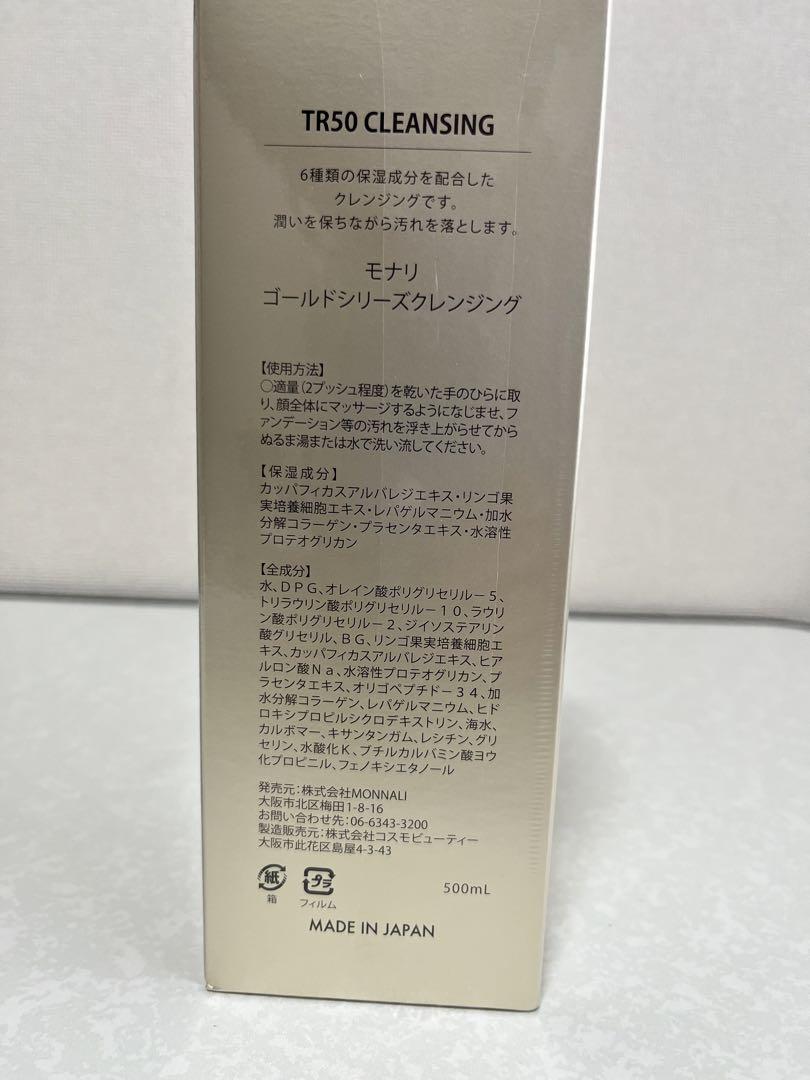 TR50 CLEANSING
6種類の保湿成分を配合した
クレンジングです。
潤いを保ちながら汚れを落とします。
モナリ
ゴールドシリーズクレンジング
【使用方法】
○適量(2プッシュ程度)を乾いた手のひらに取
り、顔全体にマッサージするようになじませ、フ
ァンデーション等の汚れを浮き上がらせてから
ぬるま湯または水で洗い流してください。
【保湿成分】
カッパフィカスアルバレジエキス・リンゴ果
実培養細胞エキス・レパゲルマニウム・加水
分解コラーゲン・プラセンタエキス・水溶性
プロテオグリカン
【全成分】
水、DPG、オレイン酸ポリグリセリル－5、
トリラウリン酸ポリグリセリル－10、ラウリ
ン酸ポリグリセリル－2、ジイソステアリン
酸グリセリル、BG、リンゴ果実培養細胞エ
キス、カッパフィカスアルバレジエキス、ヒア
ルロン酸Na、水溶性プロテオグリカン、プ
ラセンタエキス、オリゴペプチド－34、加
水分解コラーゲン、レパゲルマニウム、ヒド
ロキシプロピルシクロデキストリン、海水、
カルボマー、キサンタンガム、レシチン、グリ
セリン、水酸化K、ブチルカルバミン酸ヨウ
化プロピニル、フェノキシエタノール
発売元：株式会社MONNALI
大阪市北区梅田1-8-16
お問い合わせ先：06-6343-3200
製造販売元：株式会社コスモビューティー
大阪市此花区島屋4-3-43
紙
箱
プラ
フィルム
500mL
MADE IN JAPAN